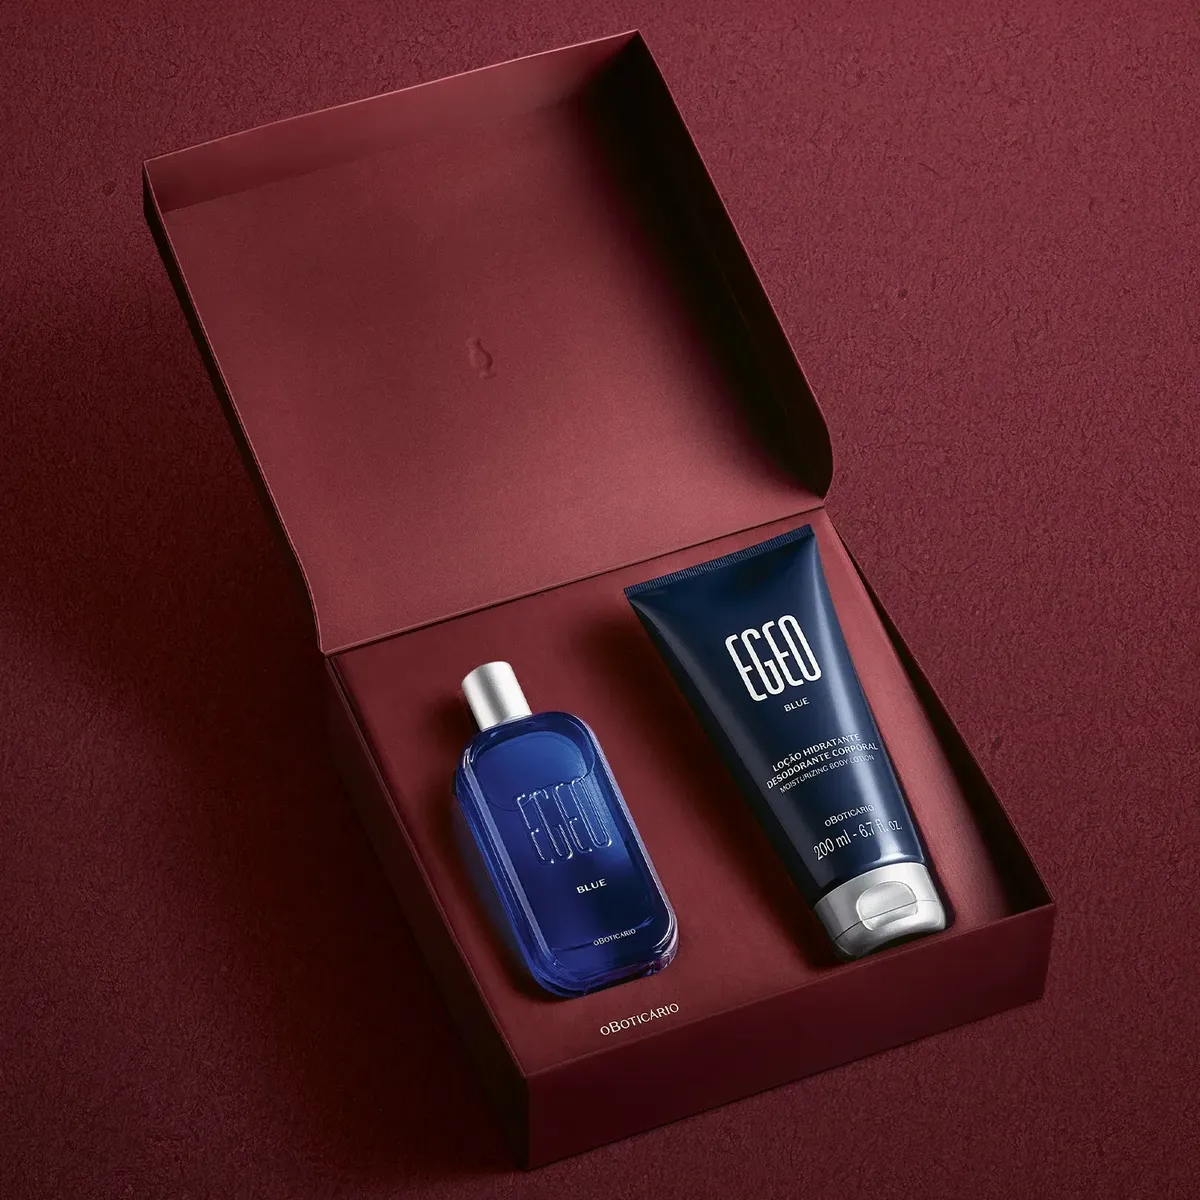 EGEO
BLUE
LOÇÃO HIDRATANTE
DESODORANTE CORPORAL
MOISTURIZING BODY LOTION
oBOTICÁRIO
200 ml - 6.7 fl. oz.
EGEO
BLUE
oBOTICÁRIO
oBOTICÁRIO